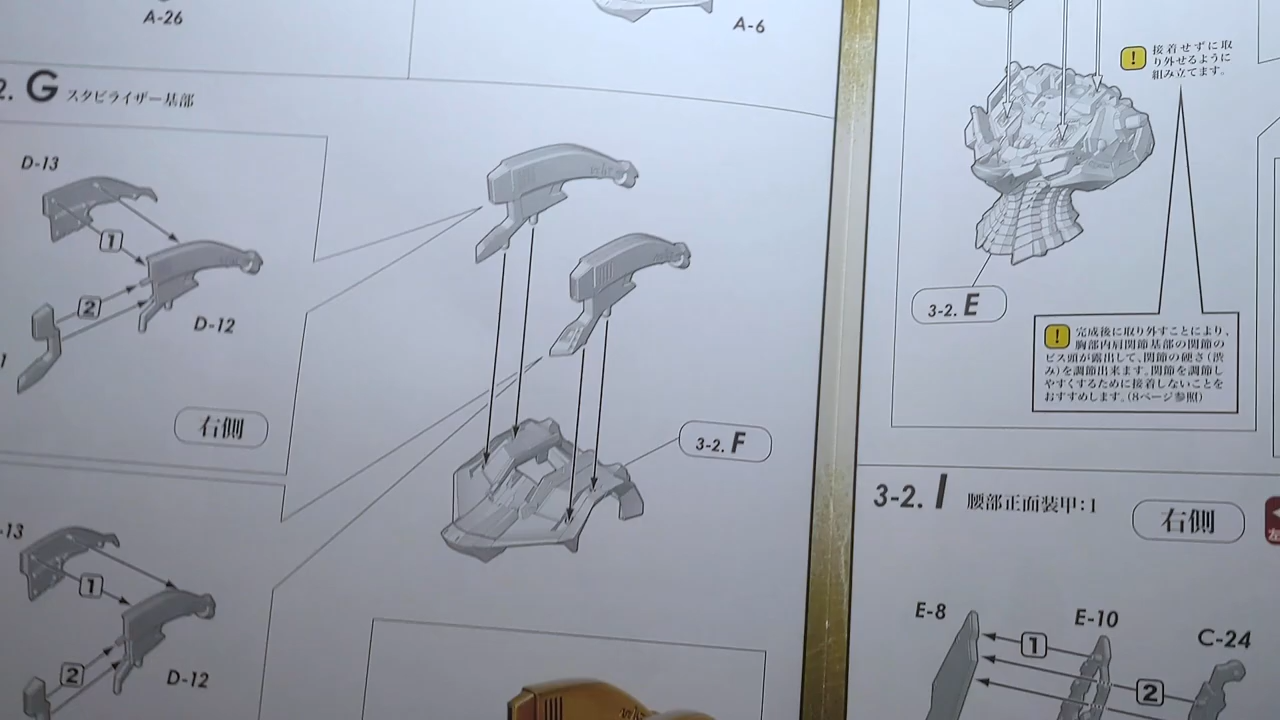 A-26
A-6
2. G スタビライザー基部
D-13
1
2
D-12
右側
3-2. F
-13
1
2
D-12
! 接着せずに取
り外せるように
組み立てます。
3-2. E
! 完成後に取り外すことにより、
胸部内肩関節基部の関節の
ビス頭が露出して、関節の硬さ(渋
み)を調節出来ます。関節を調節し
やすくするために接着しないことを
おすすめします。(8ページ参照)
3-2. I 腰部正面装甲:1 右側
左
E-8
E-10
C-24
1
2